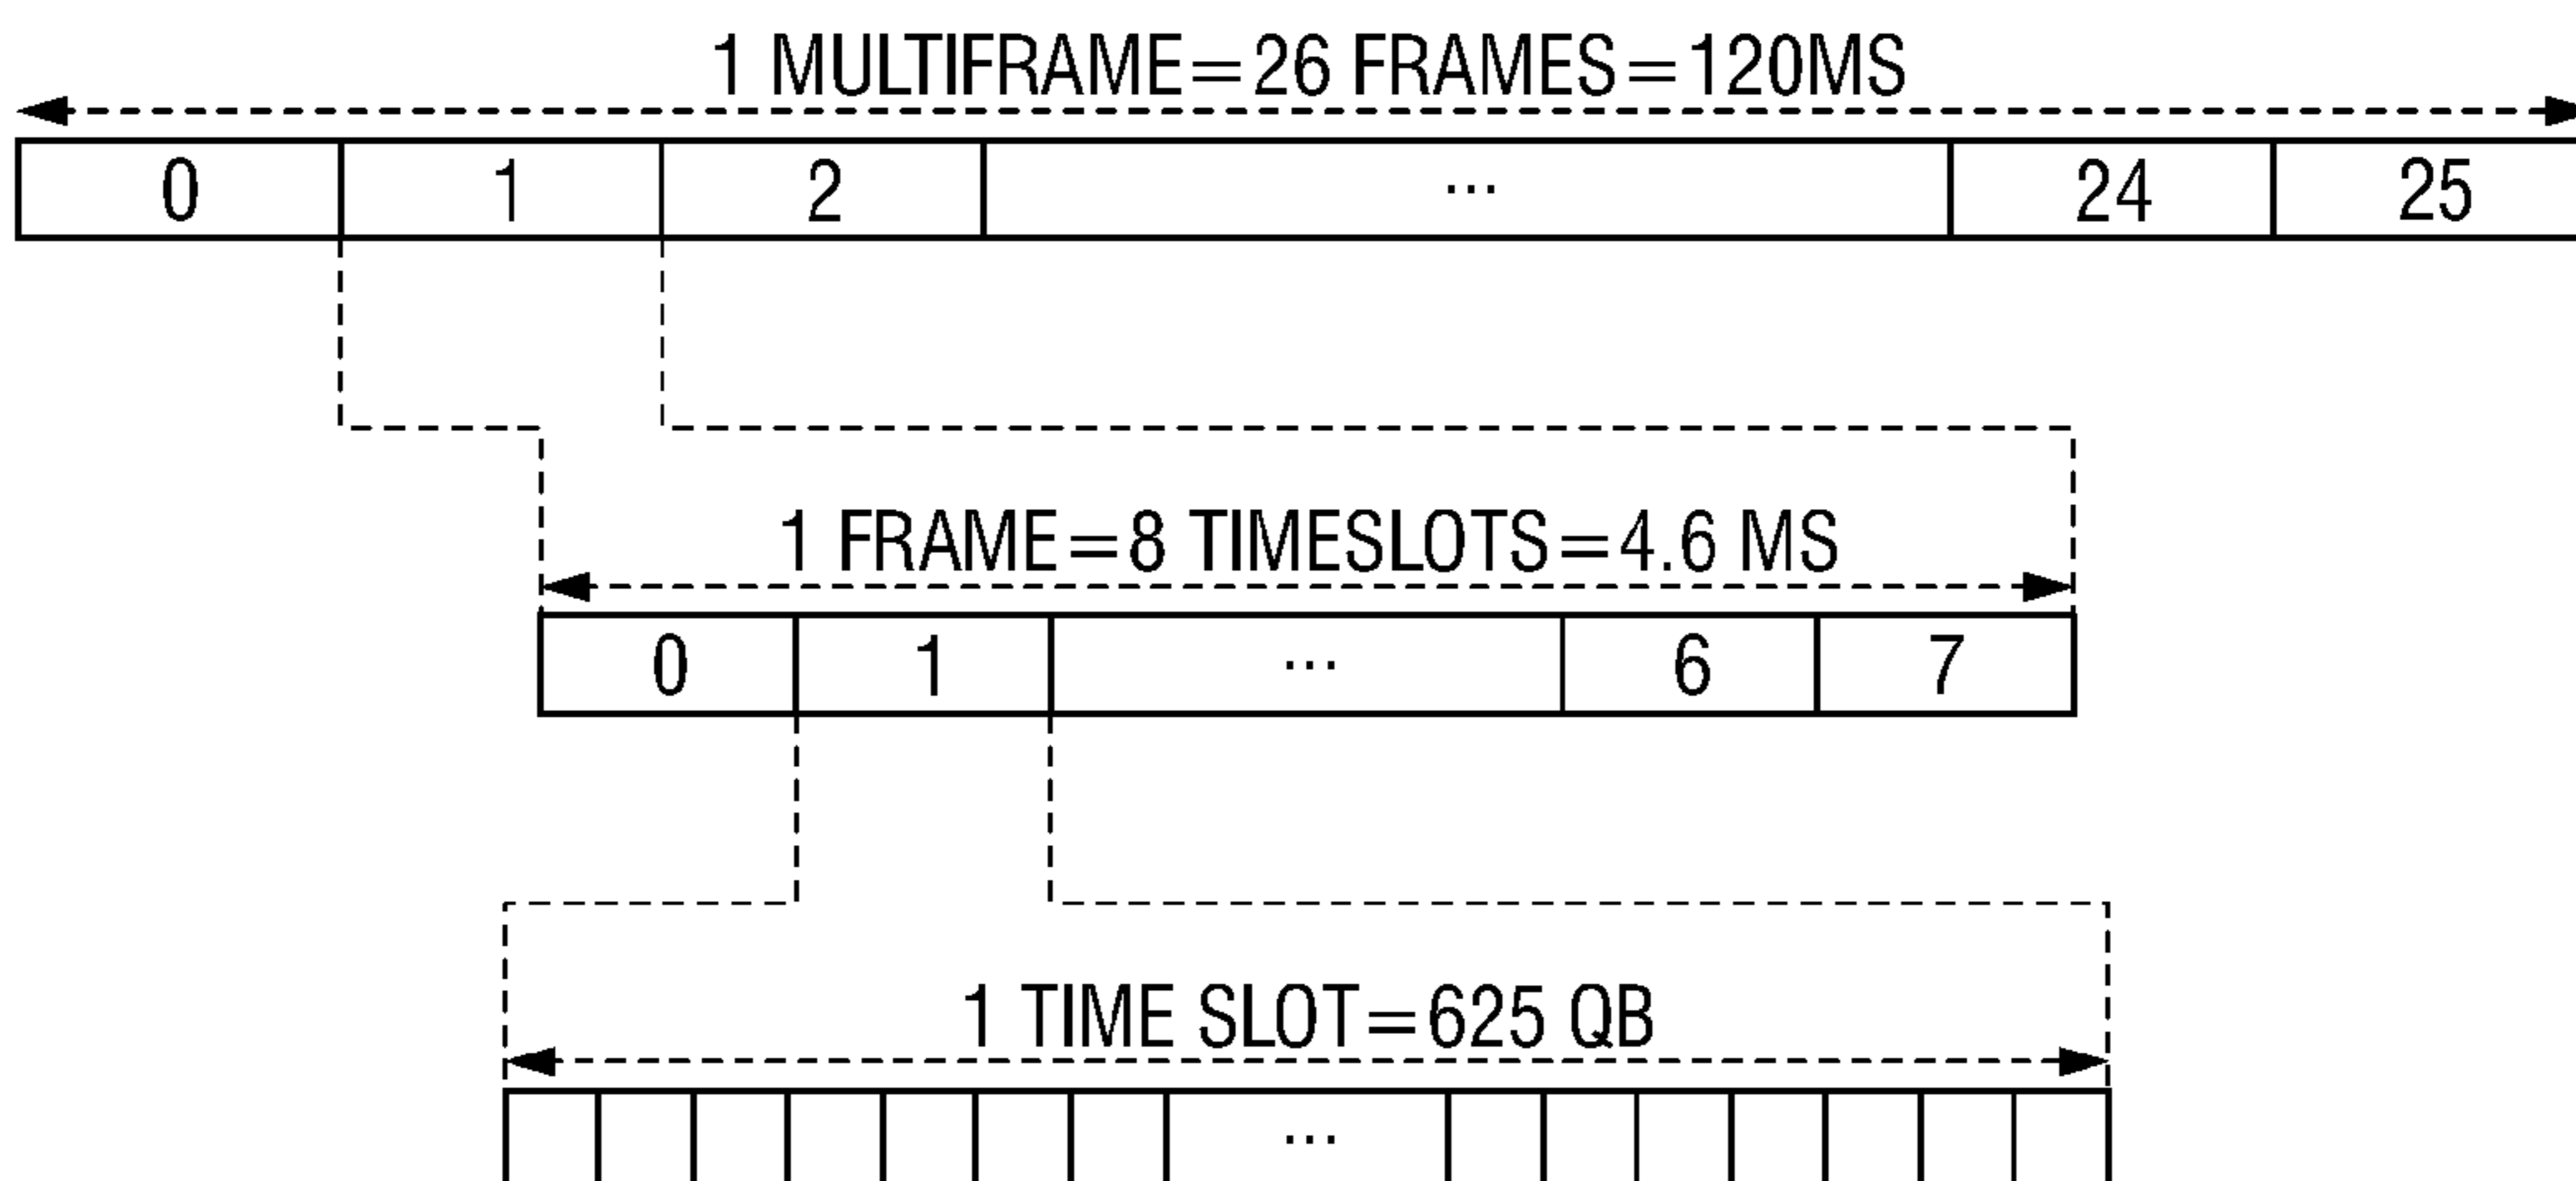 1 MULTIFRAME=26 FRAMES=120MS
0 1 2 ... 24 25
1 FRAME=8 TIMESLOTS=4.6 MS
0 1 ... 6 7
1 TIME SLOT=625 QB
...